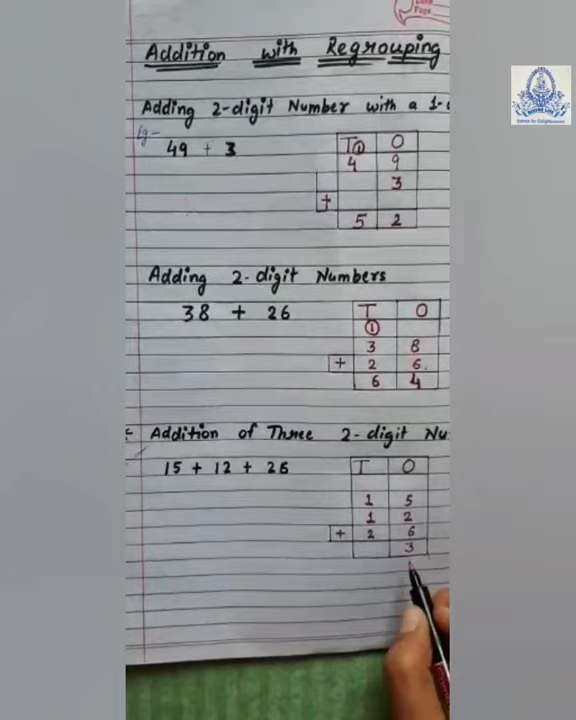 Page
Addition with Regrouping
Adding 2-digit Number with a 1-
eg-
49 + 3
T ① O
4 9
3
+
5 2
Adding 2-digit Numbers
38 + 26
T O
①
3 8
+ 2 6
6 4
Addition of Three 2-digit Nu
15 + 12 + 26
T O
1 5
1 2
+ 2 6
3